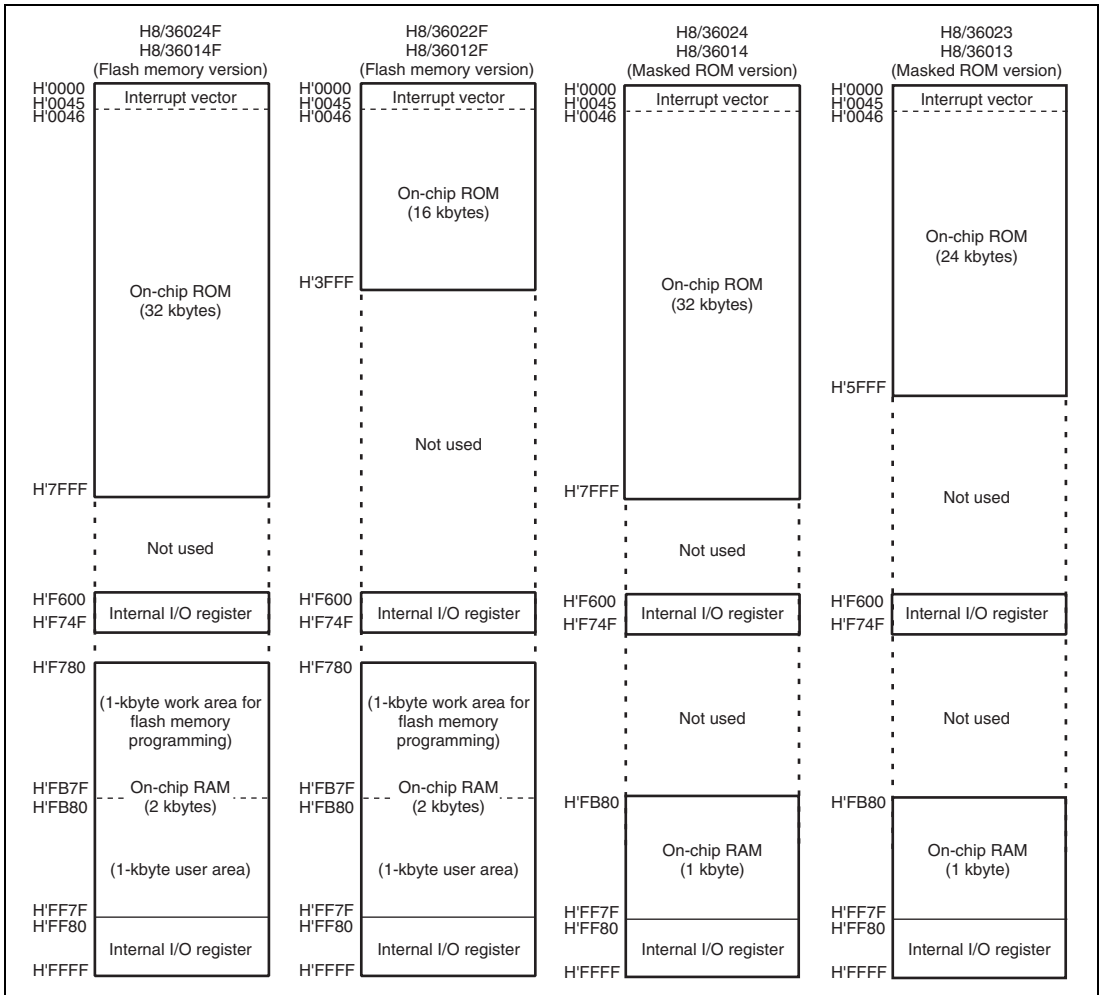 H8/36024F
H8/36014F
(Flash memory version)
H'0000
H'0045
H'0046
Interrupt vector
On-chip ROM
(32 kbytes)
H'7FFF
Not used
H'F600
H'F74F
Internal I/O register
H'F780
(1-kbyte work area for
flash memory
programming)
H'FB7F
H'FB80
On-chip RAM
(2 kbytes)
(1-kbyte user area)
H'FF7F
H'FF80
Internal I/O register
H'FFFF
H8/36022F
H8/36012F
(Flash memory version)
H'0000
H'0045
H'0046
Interrupt vector
On-chip ROM
(16 kbytes)
H'3FFF
Not used
H'F600
H'F74F
Internal I/O register
H'F780
(1-kbyte work area for
flash memory
programming)
H'FB7F
H'FB80
On-chip RAM
(2 kbytes)
(1-kbyte user area)
H'FF7F
H'FF80
Internal I/O register
H'FFFF
H8/36024
H8/36014
(Masked ROM version)
H'0000
H'0045
H'0046
Interrupt vector
On-chip ROM
(32 kbytes)
H'7FFF
Not used
H'F600
H'F74F
Internal I/O register
Not used
H'FB80
On-chip RAM
(1 kbyte)
H'FF7F
H'FF80
Internal I/O register
H'FFFF
H8/36023
H8/36013
(Masked ROM version)
H'0000
H'0045
H'0046
Interrupt vector
On-chip ROM
(24 kbytes)
H'5FFF
Not used
H'F600
H'F74F
Internal I/O register
Not used
H'FB80
On-chip RAM
(1 kbyte)
H'FF7F
H'FF80
Internal I/O register
H'FFFF